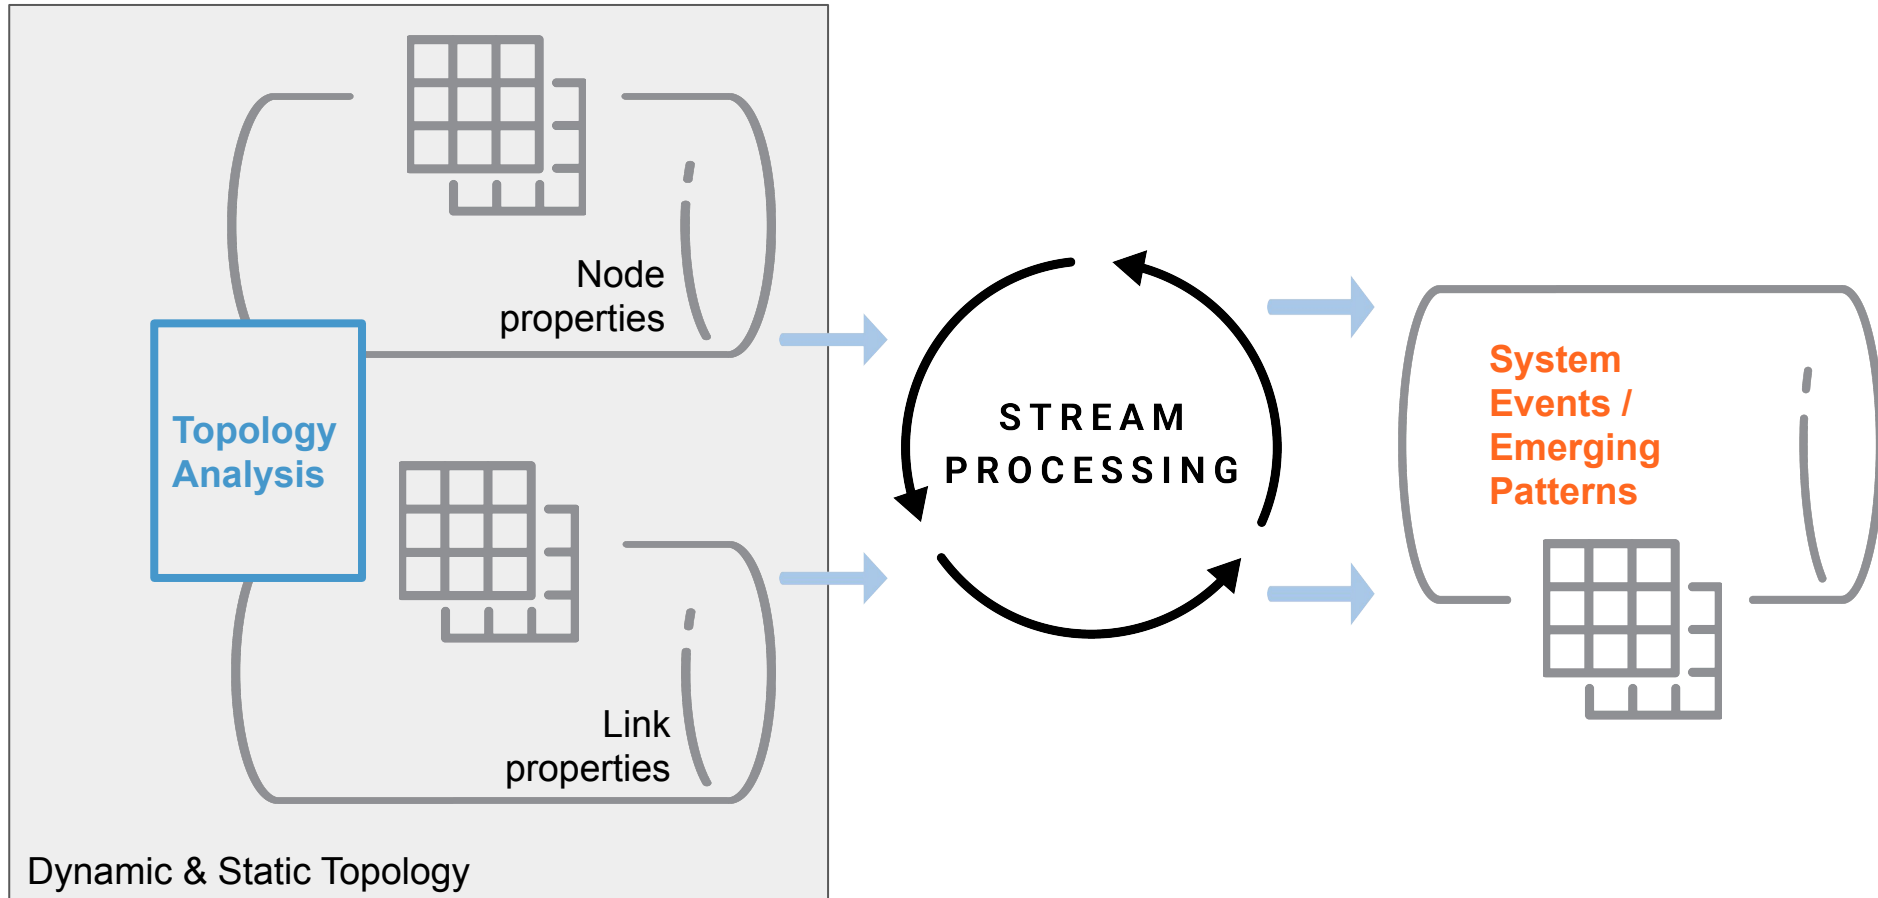 Node
properties
Topology
Analysis
Link
properties
Dynamic & Static Topology
STREAM
PROCESSING
System
Events /
Emerging
Patterns